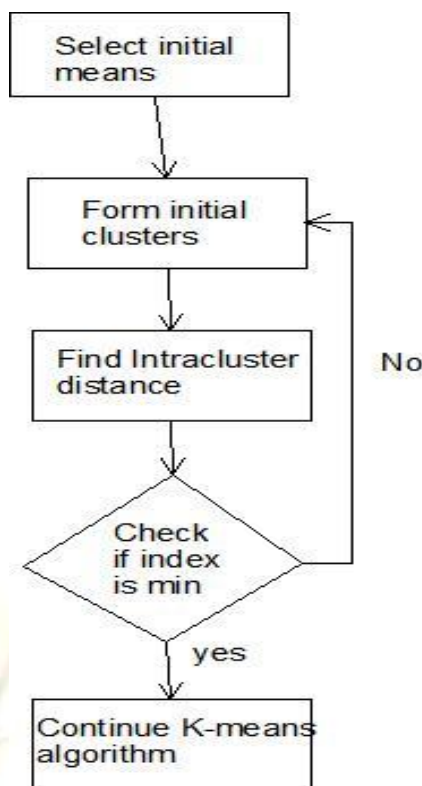 Select initial
means
Form initial
clusters
Find Intracluster
distance
No
Check
if index
is min
yes
Continue K-means
algorithm